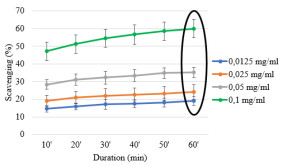 Scavenging (%)
70
60
50
40
30
20
10
0
10' 20' 30' 40' 50' 60'
Duration (min)
0,0125 mg/ml
0,025 mg/ml
0,05 mg/ml
0,1 mg/ml